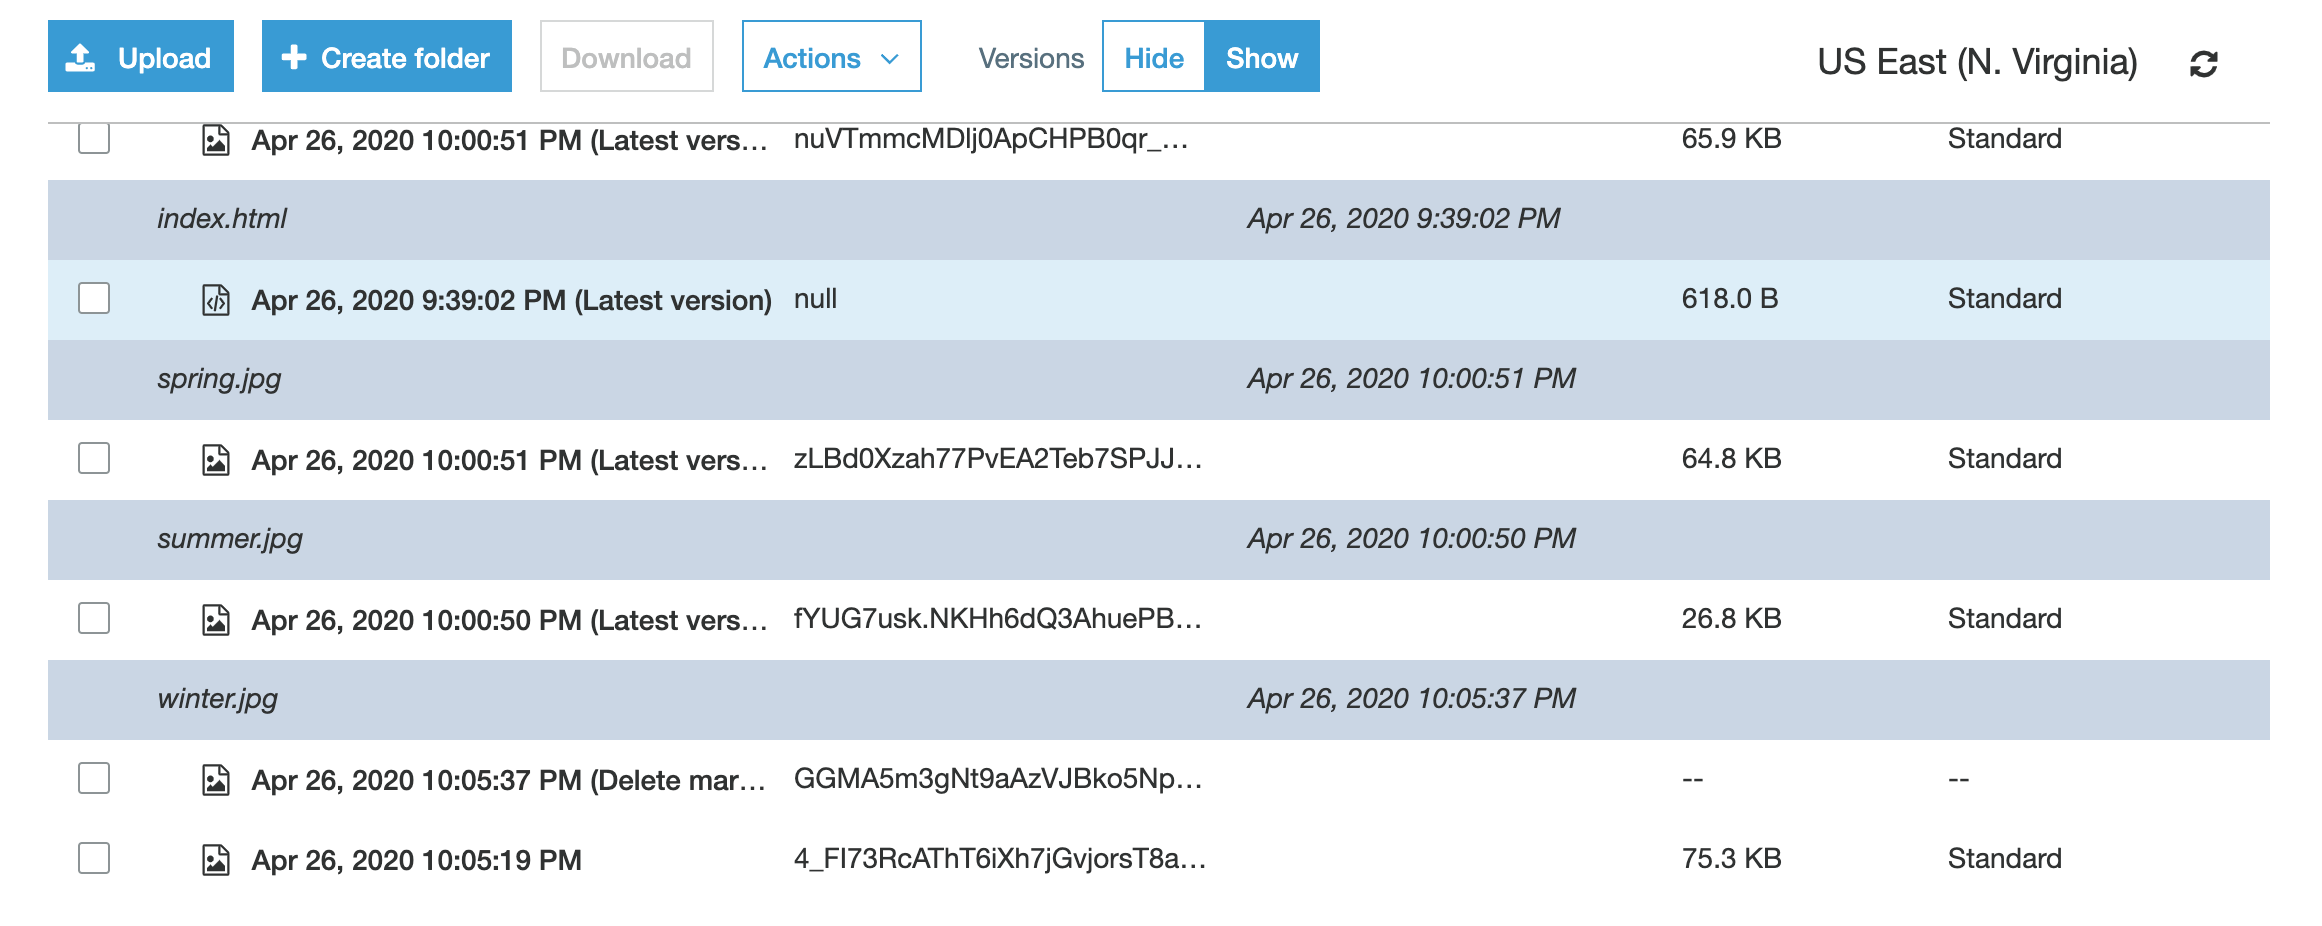 Upload Create folder Download Actions Versions Hide Show US East (N. Virginia)
Apr 26, 2020 10:00:51 PM (Latest vers... nuVTmmcMDlj0ApCHPB0qr_... 65.9 KB Standard
index.html Apr 26, 2020 9:39:02 PM
Apr 26, 2020 9:39:02 PM (Latest version) null 618.0 B Standard
spring.jpg Apr 26, 2020 10:00:51 PM
Apr 26, 2020 10:00:51 PM (Latest vers... zLBd0Xzah77PvEA2Teb7SPJJ... 64.8 KB Standard
summer.jpg Apr 26, 2020 10:00:50 PM
Apr 26, 2020 10:00:50 PM (Latest vers... fYUG7usk.NKHh6dQ3AhuePB... 26.8 KB Standard
winter.jpg Apr 26, 2020 10:05:37 PM
Apr 26, 2020 10:05:37 PM (Delete mar... GGMA5m3gNt9aAzVJBko5Np... -- --
Apr 26, 2020 10:05:19 PM 4_FI73RcAThT6iXh7jGvjorsT8a... 75.3 KB Standard